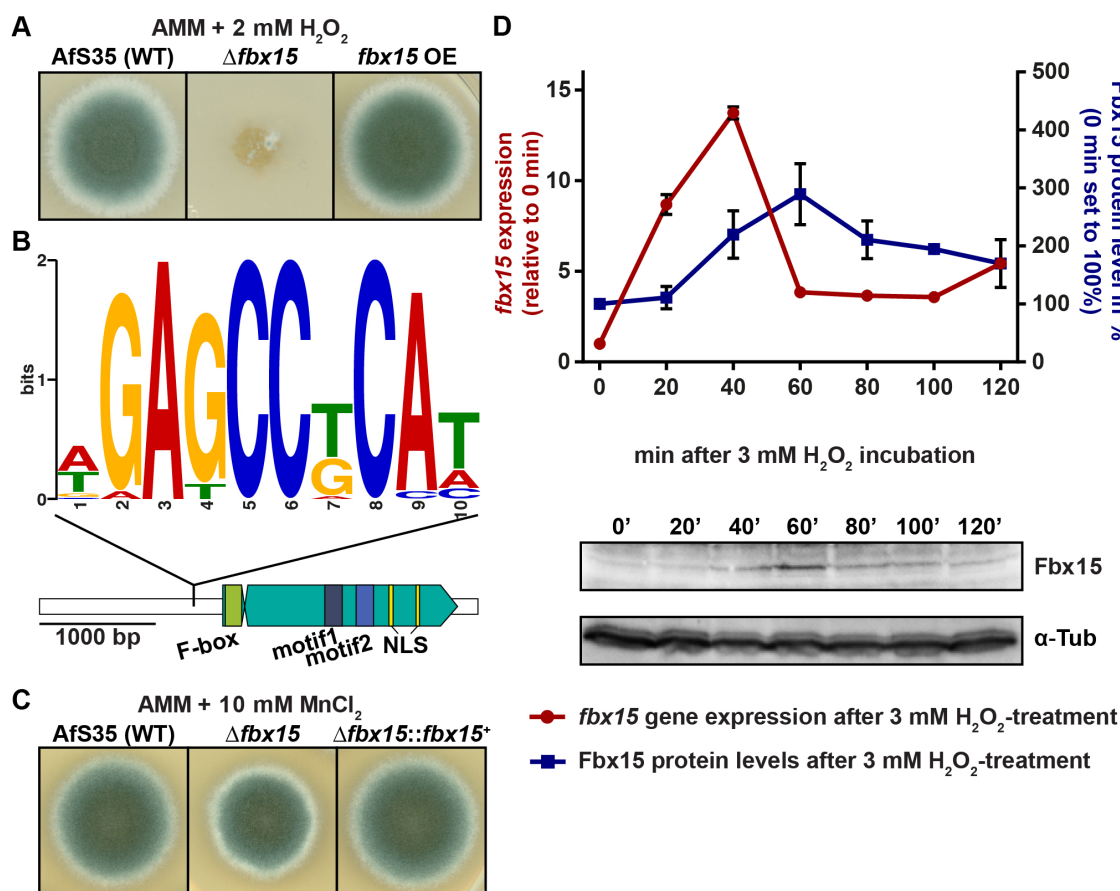 A
AMM + 2 mM H₂O₂
AfS35 (WT) Δfbx15 fbx15 OE
B
2
1
0
bits
1 2 3 4 5 6 7 8 9 10
A T G A G A G T C C T G C A C T A C
1000 bp
F-box
motif1
motif2
NLS
C
AMM + 10 mM MnCl₂
AfS35 (WT) Δfbx15 Δfbx15::fbx15⁺
D
fbx15 expression
(relative to 0 min)
15
10
5
0
500
400
300
200
100
0
Fbx15 protein level in %
(0 min set to 100%)
0 20 40 60 80 100 120
min after 3 mM H₂O₂ incubation
0’ 20’ 40’ 60’ 80’ 100’ 120’
Fbx15
α-Tub
fbx15 gene expression after 3 mM H₂O₂-treatment
Fbx15 protein levels after 3 mM H₂O₂-treatment